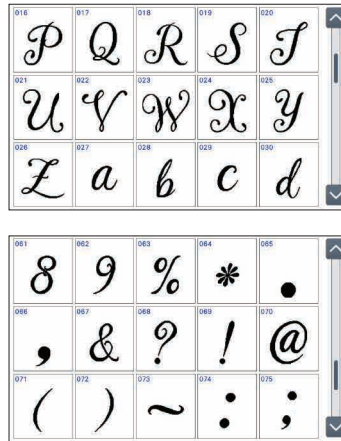 016 017 018 019 020
P Q R S T
021 022 023 024 025
U V W X Y
026 027 028 029 030
Z a b c d
061 062 063 064 065
8 9 % * .
066 067 068 069 070
, & ? ! @
071 072 073 074 075
( ) ~ : ;